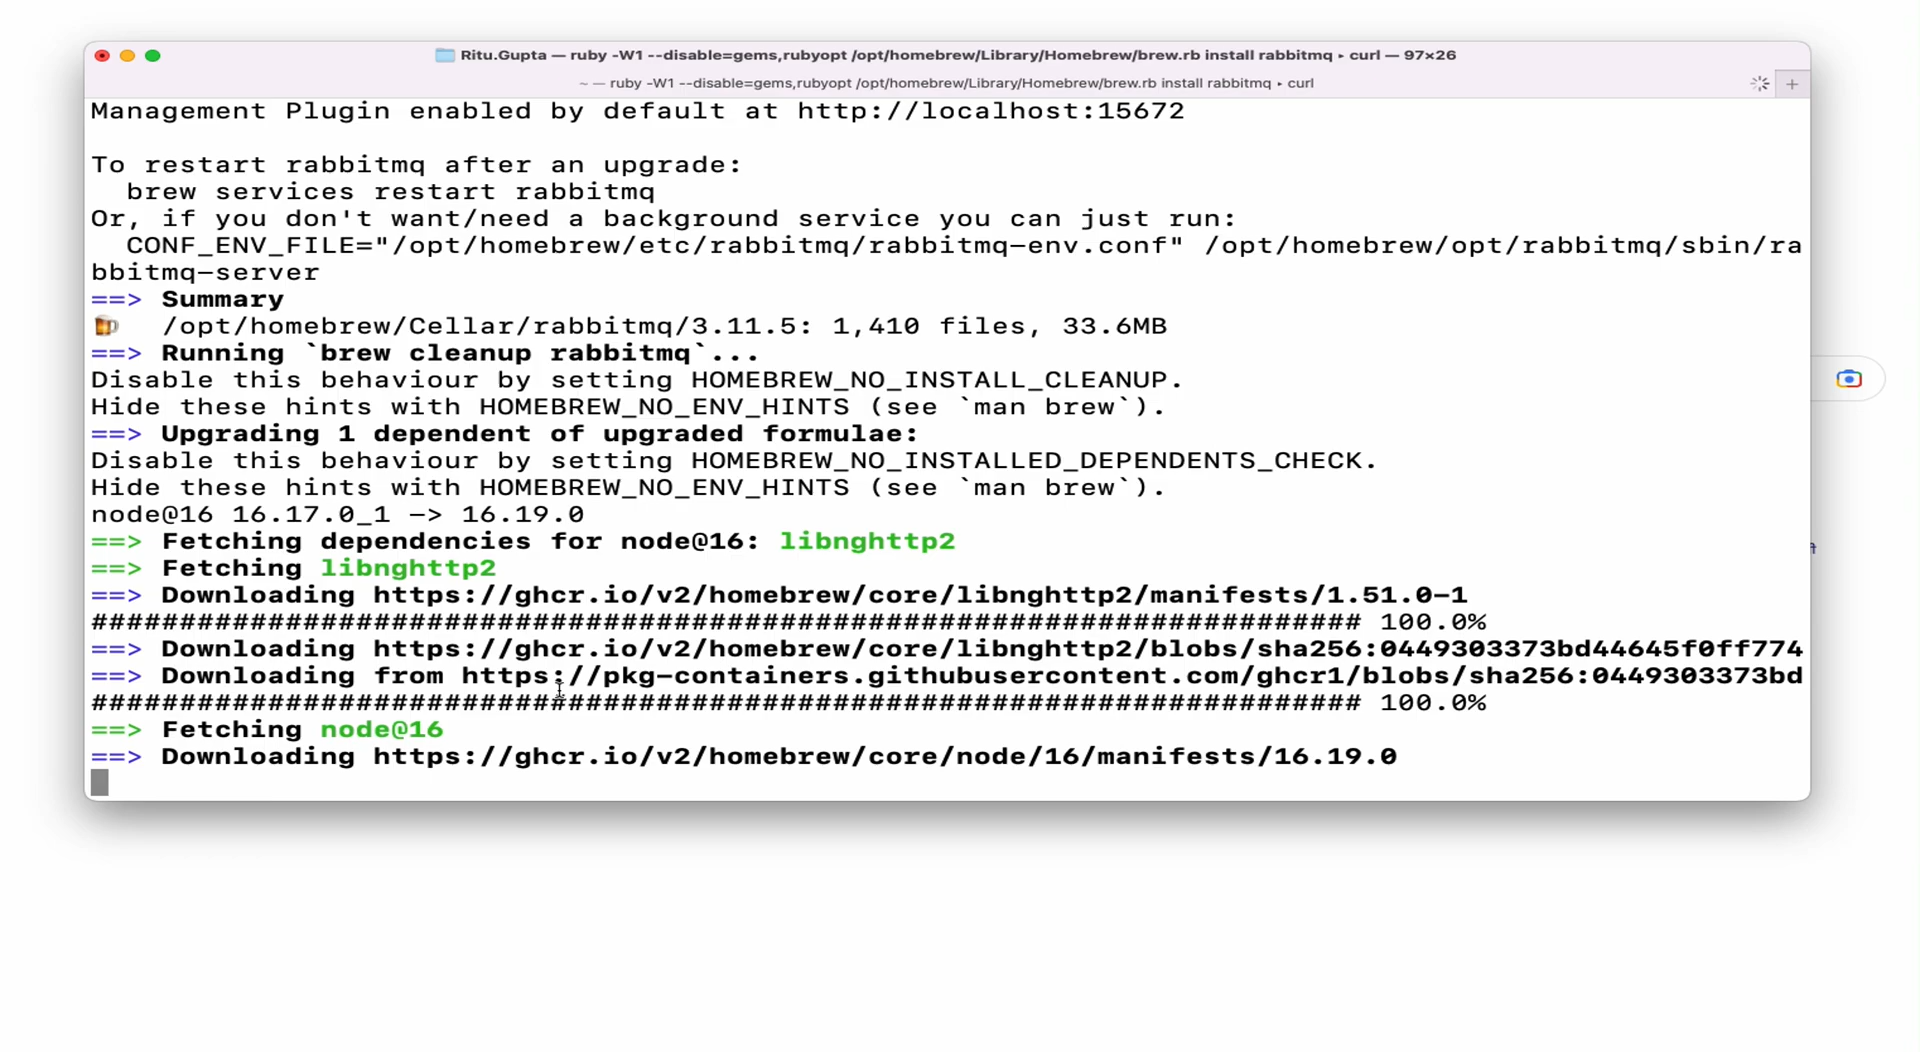 Ritu.Gupta — ruby -W1 --disable=gems,rubyopt /opt/homebrew/Library/Homebrew/brew.rb install rabbitmq ▸ curl — 97×26
~ — ruby -W1 --disable=gems,rubyopt /opt/homebrew/Library/Homebrew/brew.rb install rabbitmq ▸ curl
Management Plugin enabled by default at http://localhost:15672
To restart rabbitmq after an upgrade:
  brew services restart rabbitmq
Or, if you don't want/need a background service you can just run:
  CONF_ENV_FILE="/opt/homebrew/etc/rabbitmq/rabbitmq-env.conf" /opt/homebrew/opt/rabbitmq/sbin/ra
bbitmq-server
==> Summary
🍺  /opt/homebrew/Cellar/rabbitmq/3.11.5: 1,410 files, 33.6MB
==> Running `brew cleanup rabbitmq`...
Disable this behaviour by setting HOMEBREW_NO_INSTALL_CLEANUP.
Hide these hints with HOMEBREW_NO_ENV_HINTS (see `man brew`).
==> Upgrading 1 dependent of upgraded formulae:
Disable this behaviour by setting HOMEBREW_NO_INSTALLED_DEPENDENTS_CHECK.
Hide these hints with HOMEBREW_NO_ENV_HINTS (see `man brew`).
node@16 16.17.0_1 -> 16.19.0
==> Fetching dependencies for node@16: libnghttp2
==> Fetching libnghttp2
==> Downloading https://ghcr.io/v2/homebrew/core/libnghttp2/manifests/1.51.0-1
######################################################################## 100.0%
==> Downloading https://ghcr.io/v2/homebrew/core/libnghttp2/blobs/sha256:0449303373bd44645f0ff774
==> Downloading from https://pkg-containers.githubusercontent.com/ghcr1/blobs/sha256:0449303373bd
######################################################################## 100.0%
==> Fetching node@16
==> Downloading https://ghcr.io/v2/homebrew/core/node/16/manifests/16.19.0